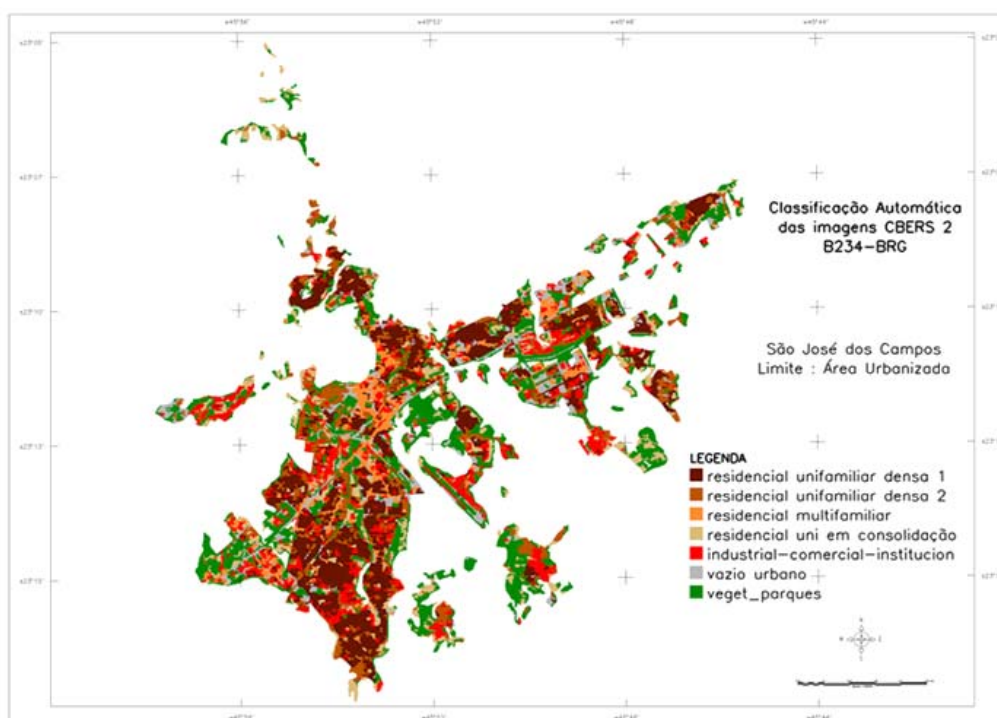 Classificação Automática
das imagens CBERS 2
B234-BRG
São José dos Campos
Limite : Área Urbanizada
LEGENDA
residencial unifamiliar densa 1
residencial unifamiliar densa 2
residencial multifamiliar
residencial uni em consolidação
industrial-comercial-institucion
vazio urbano
veget_parques